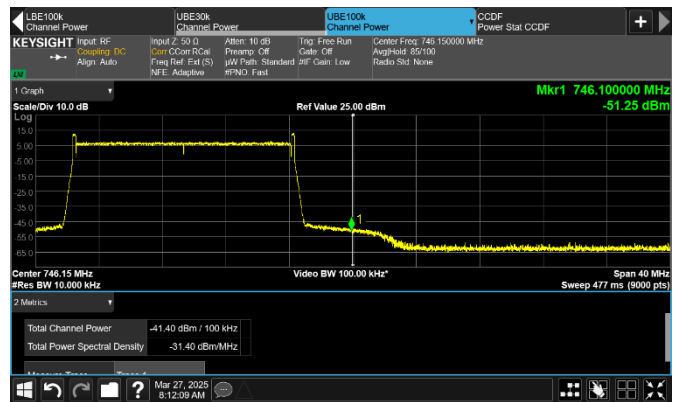 LBE100k
Channel Power
UBE30k
Channel Power
UBE100k
Channel Power
CCDF
Power Stat CCDF
KEYSIGHT
Input: RF
Coupling: DC
Align: Auto
Input Z: 50 Ω
Corr CCorr RCal
Freq Ref: Ext (S)
NFE: Adaptive
Atten: 10 dB
Preamp: Off
µW Path: Standard
#PNO: Fast
Trig: Free Run
Gate: Off
#IF Gain: Low
Center Freq: 746.150000 MHz
Avg|Hold: 85/100
Radio Std: None
1 Graph
Mkr1 746.100000 MHz
Scale/Div 10.0 dB
Ref Value 25.00 dBm
-51.25 dBm
Log
15.0
5.00
-5.00
-15.0
-25.0
-35.0
-45.0
-55.0
-65.0
1
Center 746.15 MHz
Video BW 100.00 kHz*
Span 40 MHz
#Res BW 10.000 kHz
Sweep 477 ms (9000 pts)
2 Metrics
Total Channel Power -41.40 dBm / 100 kHz
Total Power Spectral Density -31.40 dBm/MHz
Mar 27, 2025
8:12:09 AM